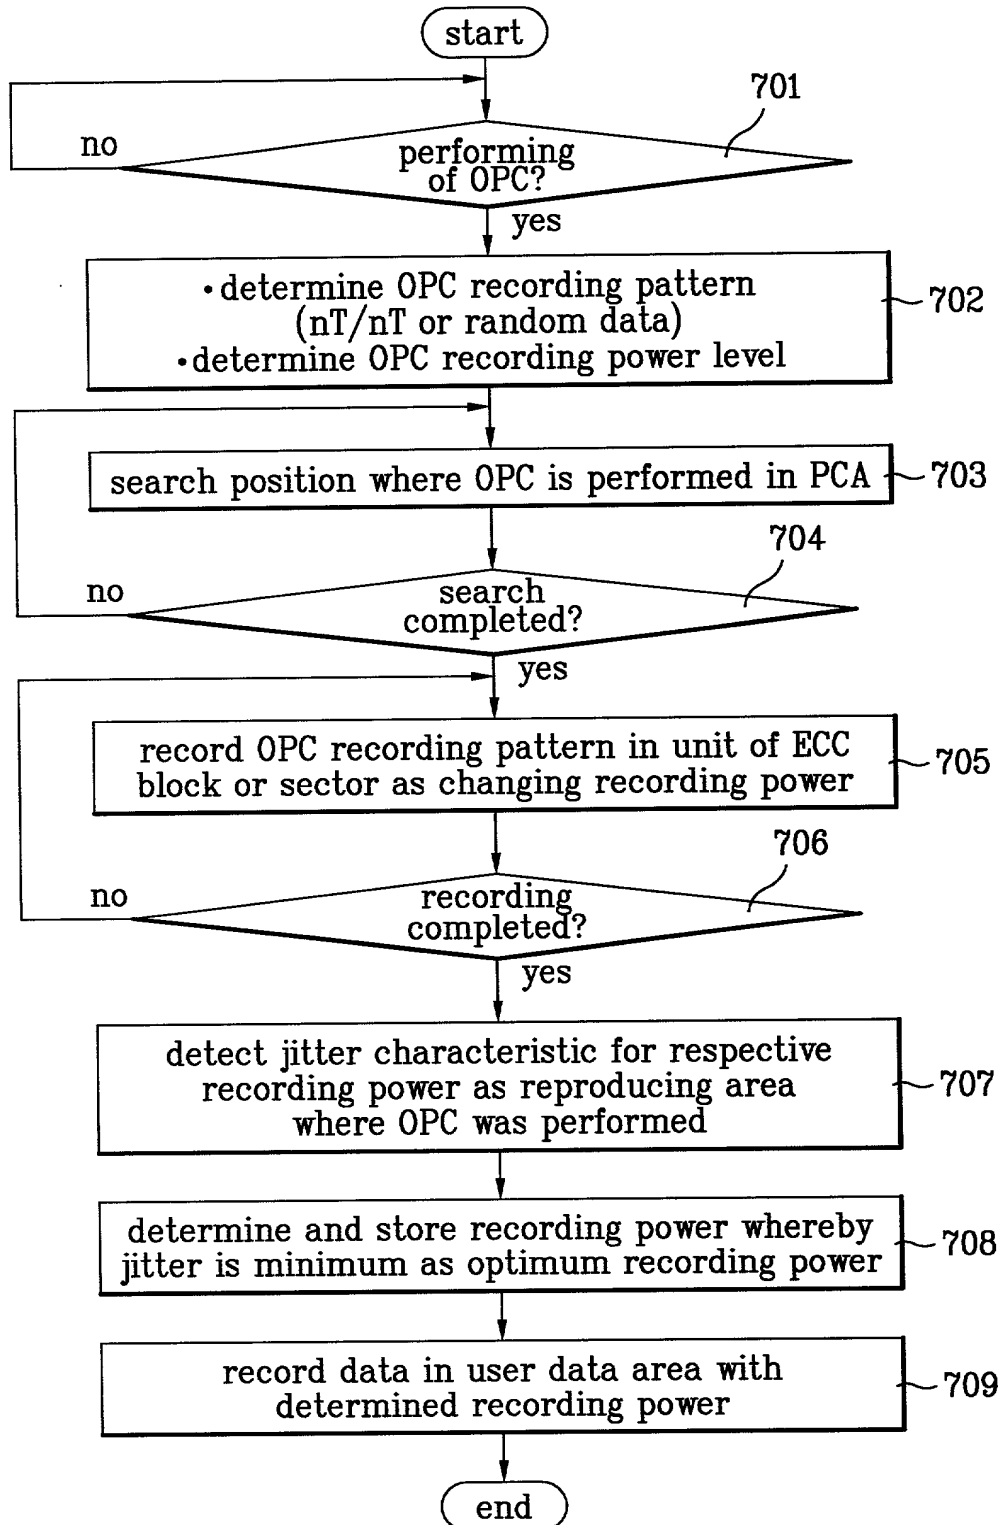 start
701
no
performing
of OPC?
yes
•determine OPC recording pattern
(nT/nT or random data)
•determine OPC recording power level
702
search position where OPC is performed in PCA
703
704
no
search
completed?
yes
record OPC recording pattern in unit of ECC
block or sector as changing recording power
705
706
no
recording
completed?
yes
detect jitter characteristic for respective
recording power as reproducing area
where OPC was performed
707
determine and store recording power whereby
jitter is minimum as optimum recording power
708
record data in user data area with
determined recording power
709
end